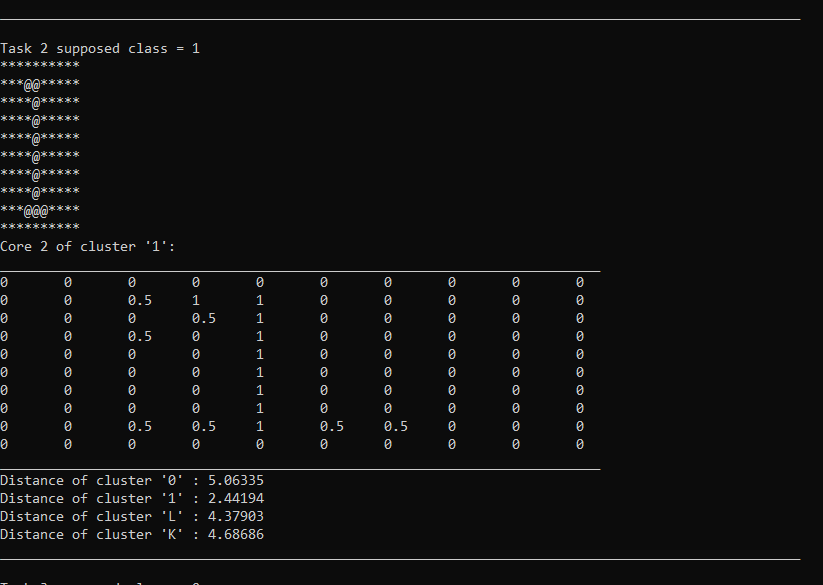 Task 2 supposed class = 1
**********
***@@*****
****@*****
****@*****
****@*****
****@*****
****@*****
****@*****
***@@@****
**********
Core 2 of cluster '1':
0 0 0 0 0 0 0 0 0 0
0 0 0.5 1 1 0 0 0 0 0
0 0 0 0.5 1 0 0 0 0 0
0 0 0.5 0 1 0 0 0 0 0
0 0 0 0 1 0 0 0 0 0
0 0 0 0 1 0 0 0 0 0
0 0 0 0 1 0 0 0 0 0
0 0 0 0 1 0 0 0 0 0
0 0 0.5 0.5 1 0.5 0.5 0 0 0
0 0 0 0 0 0 0 0 0 0
Distance of cluster '0' : 5.06335
Distance of cluster '1' : 2.44194
Distance of cluster 'L' : 4.37903
Distance of cluster 'K' : 4.68686